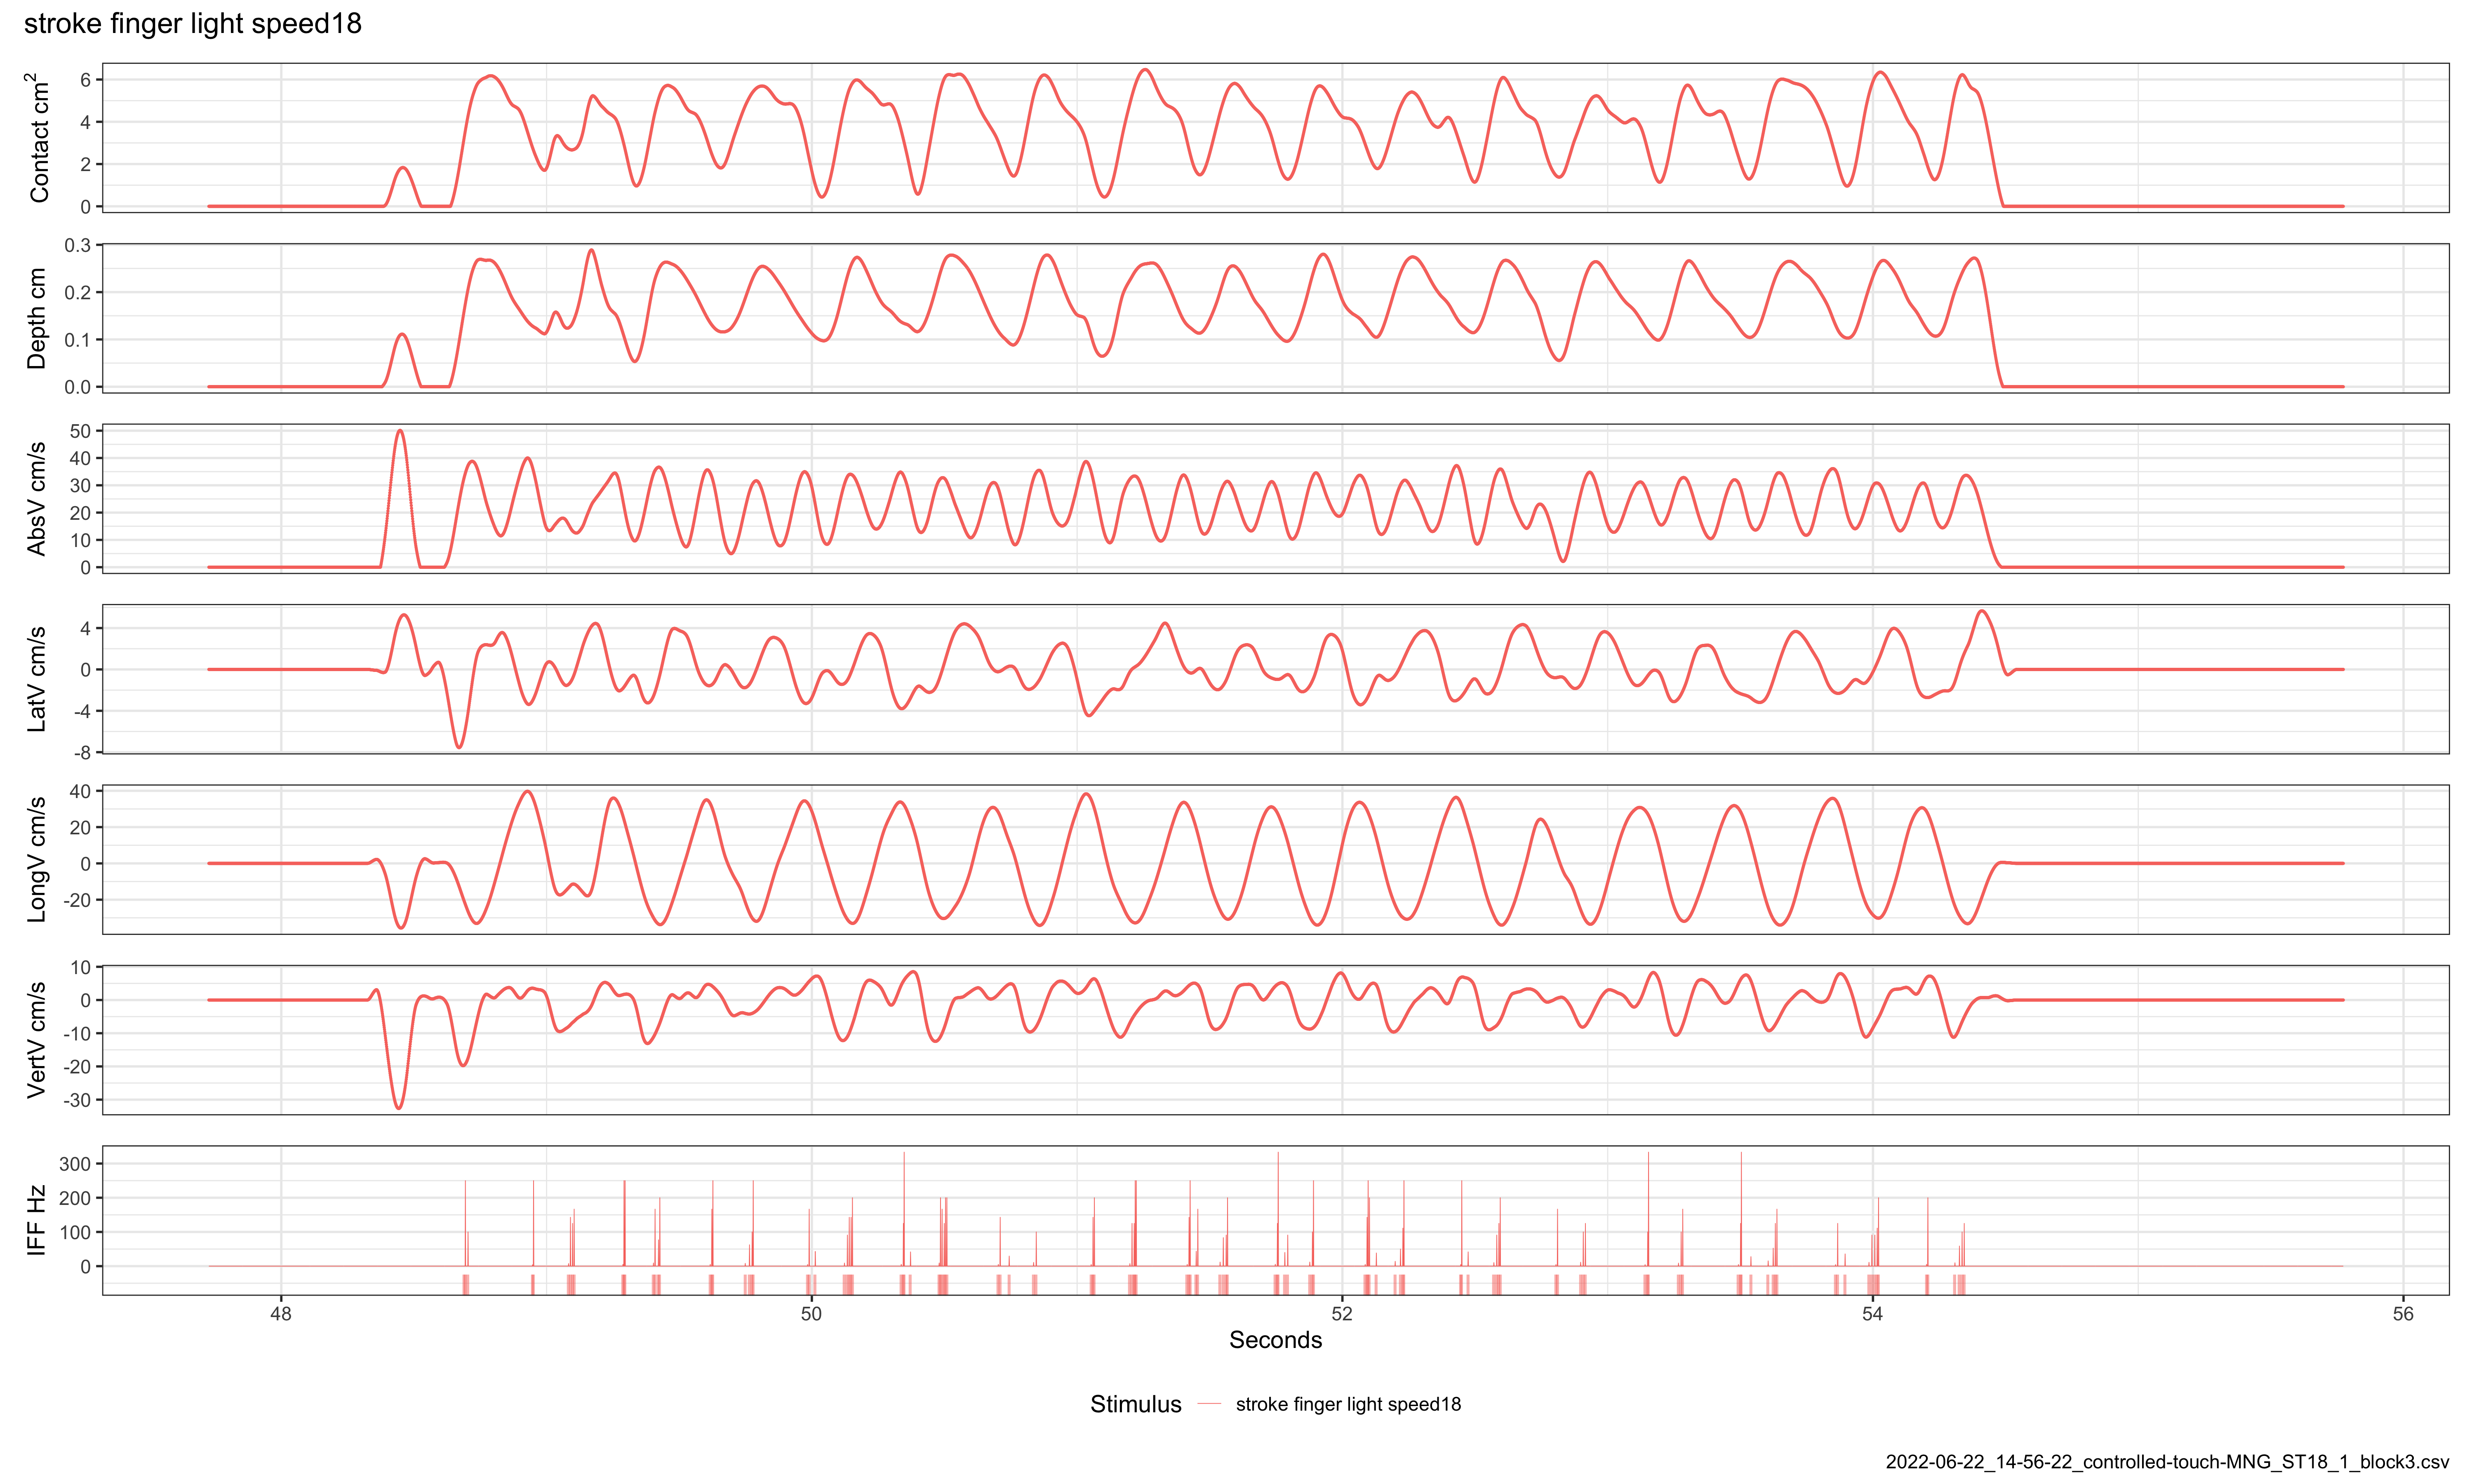 stroke finger light speed18
Contact cm²
6
4
2
0
Depth cm
0.3
0.2
0.1
0.0
AbsV cm/s
50
40
30
20
10
0
LatV cm/s
4
0
-4
-8
LongV cm/s
40
20
0
-20
VertV cm/s
10
0
-10
-20
-30
IFF Hz
300
200
100
0
48 50 52 54 56
Seconds
Stimulus stroke finger light speed18
2022-06-22_14-56-22_controlled-touch-MNG_ST18_1_block3.csv